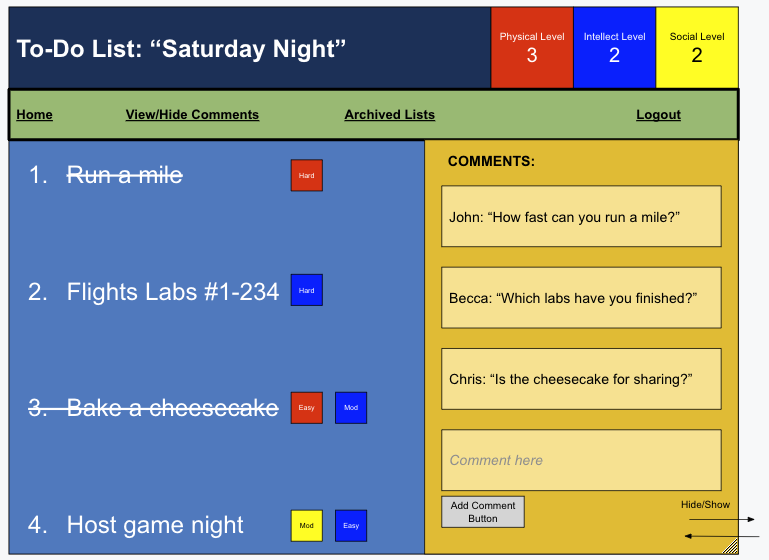 To-Do List: “Saturday Night”
Physical Level
3
Intellect Level
2
Social Level
2
Home
View/Hide Comments
Archived Lists
Logout
1. Run a mile
Hard
2. Flights Labs #1-234
Hard
3. Bake a cheesecake
Easy
Mod
4. Host game night
Mod
Easy
COMMENTS:
John: “How fast can you run a mile?”
Becca: “Which labs have you finished?”
Chris: “Is the cheesecake for sharing?”
Comment here
Add Comment
Button
Hide/Show